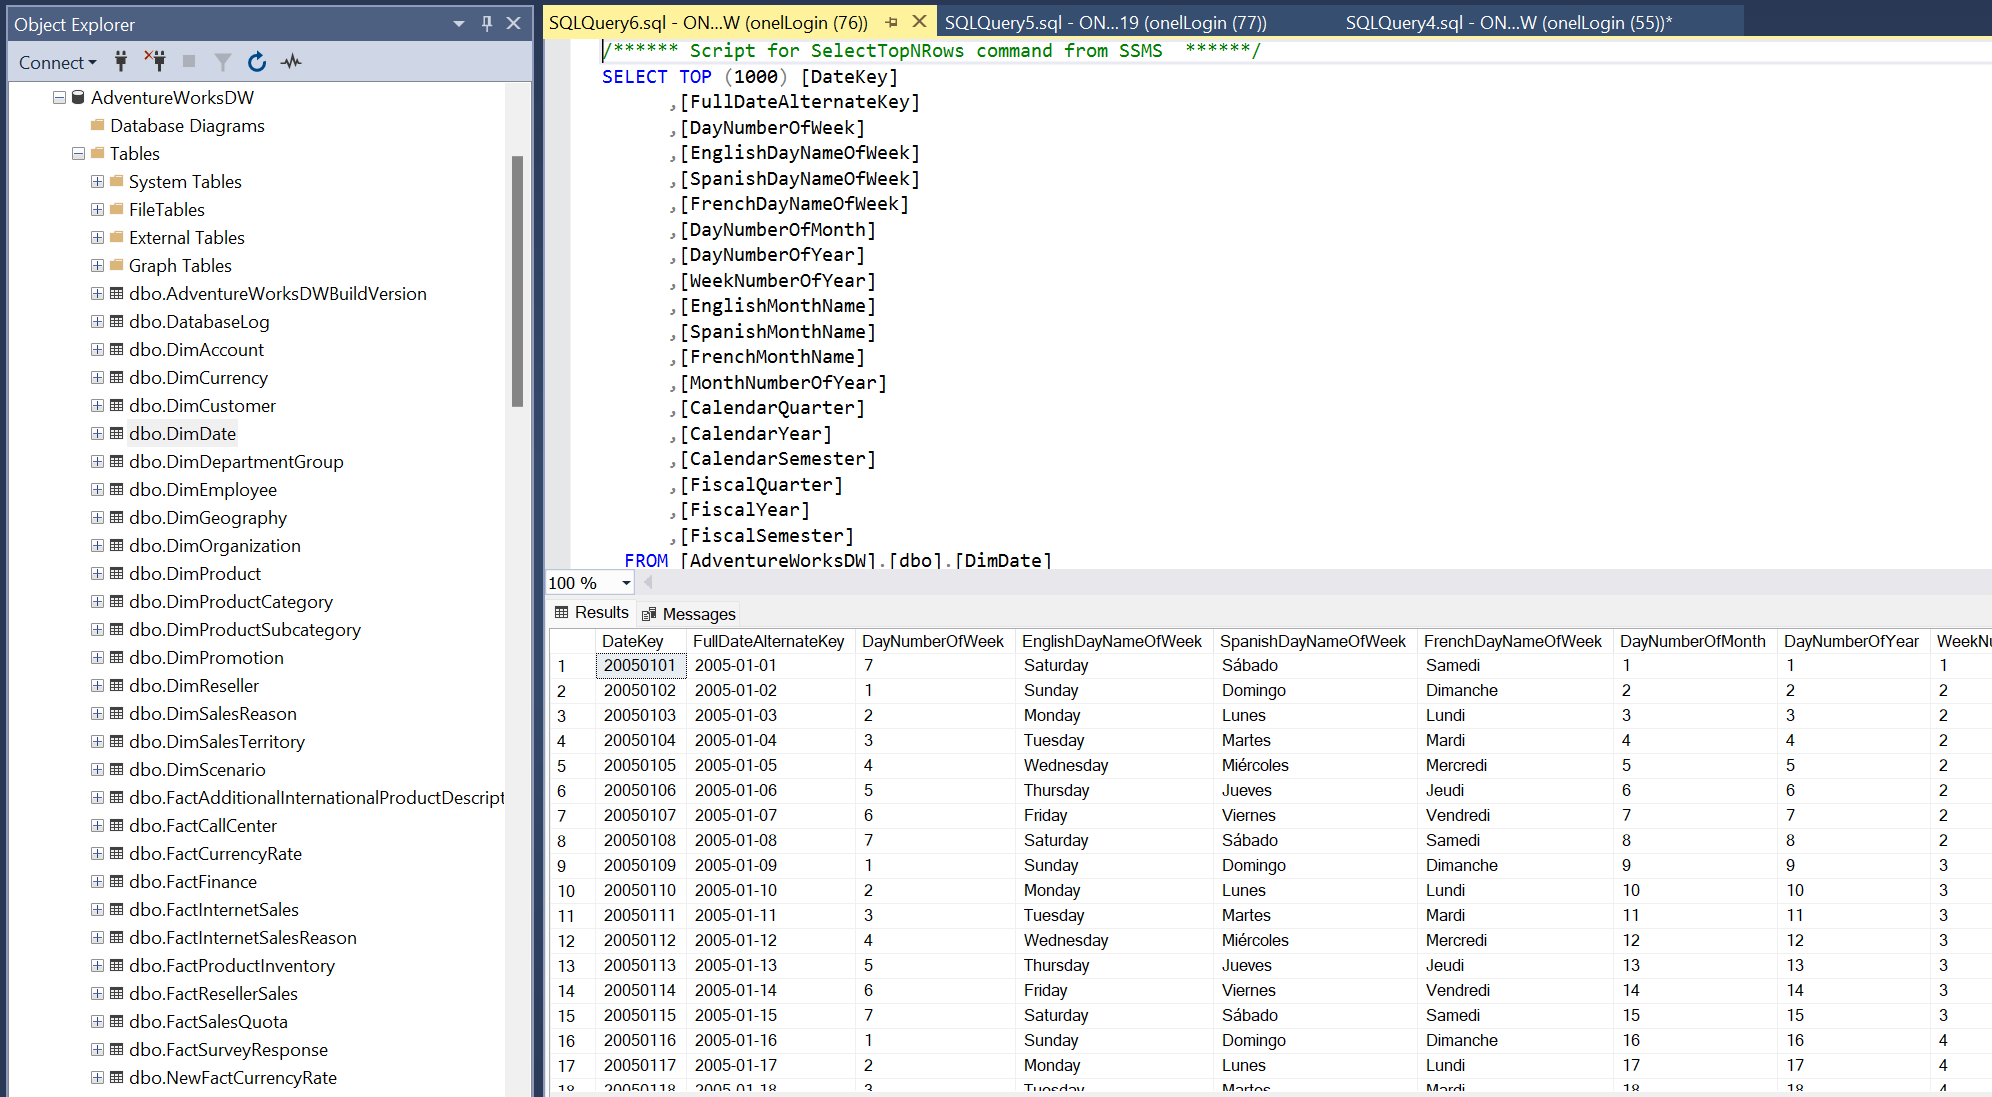 Object Explorer
Connect
AdventureWorksDW
Database Diagrams
Tables
System Tables
FileTables
External Tables
Graph Tables
dbo.AdventureWorksDWBuildVersion
dbo.DatabaseLog
dbo.DimAccount
dbo.DimCurrency
dbo.DimCustomer
dbo.DimDate
dbo.DimDepartmentGroup
dbo.DimEmployee
dbo.DimGeography
dbo.DimOrganization
dbo.DimProduct
dbo.DimProductCategory
dbo.DimProductSubcategory
dbo.DimPromotion
dbo.DimReseller
dbo.DimSalesReason
dbo.DimSalesTerritory
dbo.DimScenario
dbo.FactAdditionalInternationalProductDescript
dbo.FactCallCenter
dbo.FactCurrencyRate
dbo.FactFinance
dbo.FactInternetSales
dbo.FactInternetSalesReason
dbo.FactProductInventory
dbo.FactResellerSales
dbo.FactSalesQuota
dbo.FactSurveyResponse
dbo.NewFactCurrencyRate
SQLQuery6.sql - ON...W (onelLogin (76)) SQLQuery5.sql - ON...19 (onelLogin (77)) SQLQuery4.sql - ON...W (onelLogin (55))*
/****** Script for SelectTopNRows command from SSMS ******/
SELECT TOP (1000) [DateKey]
,[FullDateAlternateKey]
,[DayNumberOfWeek]
,[EnglishDayNameOfWeek]
,[SpanishDayNameOfWeek]
,[FrenchDayNameOfWeek]
,[DayNumberOfMonth]
,[DayNumberOfYear]
,[WeekNumberOfYear]
,[EnglishMonthName]
,[SpanishMonthName]
,[FrenchMonthName]
,[MonthNumberOfYear]
,[CalendarQuarter]
,[CalendarYear]
,[CalendarSemester]
,[FiscalQuarter]
,[FiscalYear]
,[FiscalSemester]
FROM [AdventureWorksDW].[dbo].[DimDate]
100 %
Results Messages
DateKey FullDateAlternateKey DayNumberOfWeek EnglishDayNameOfWeek SpanishDayNameOfWeek FrenchDayNameOfWeek DayNumberOfMonth DayNumberOfYear WeekNu
1 20050101 2005-01-01 7 Saturday Sábado Samedi 1 1 1
2 20050102 2005-01-02 1 Sunday Domingo Dimanche 2 2 2
3 20050103 2005-01-03 2 Monday Lunes Lundi 3 3 2
4 20050104 2005-01-04 3 Tuesday Martes Mardi 4 4 2
5 20050105 2005-01-05 4 Wednesday Miércoles Mercredi 5 5 2
6 20050106 2005-01-06 5 Thursday Jueves Jeudi 6 6 2
7 20050107 2005-01-07 6 Friday Viernes Vendredi 7 7 2
8 20050108 2005-01-08 7 Saturday Sábado Samedi 8 8 2
9 20050109 2005-01-09 1 Sunday Domingo Dimanche 9 9 3
10 20050110 2005-01-10 2 Monday Lunes Lundi 10 10 3
11 20050111 2005-01-11 3 Tuesday Martes Mardi 11 11 3
12 20050112 2005-01-12 4 Wednesday Miércoles Mercredi 12 12 3
13 20050113 2005-01-13 5 Thursday Jueves Jeudi 13 13 3
14 20050114 2005-01-14 6 Friday Viernes Vendredi 14 14 3
15 20050115 2005-01-15 7 Saturday Sábado Samedi 15 15 3
16 20050116 2005-01-16 1 Sunday Domingo Dimanche 16 16 4
17 20050117 2005-01-17 2 Monday Lunes Lundi 17 17 4
18 20050118 2005-01-18 3 Tuesday Martes Mardi 18 18 4